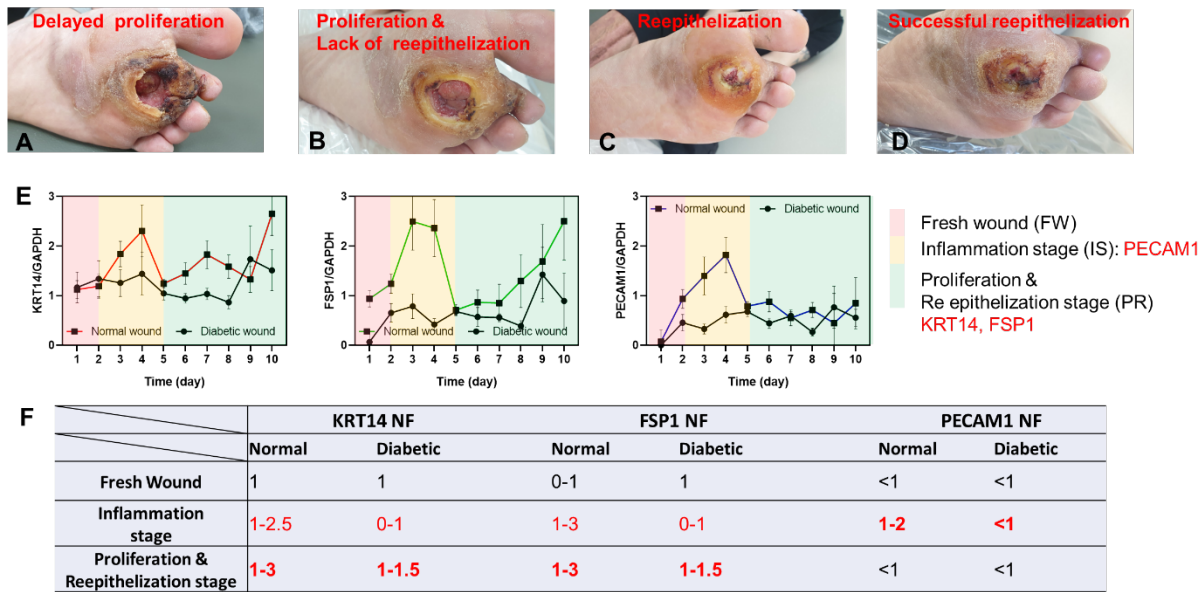 Delayed proliferation
A
Proliferation &
Lack of reepithelization
B
Reepithelization
C
Successful reepithelization
D
E
KRT14/GAPDH
3
2
1
0
Normal wound
Diabetic wound
1 2 3 4 5 6 7 8 9 10
Time (day)
FSP1/GAPDH
3
2
1
0
Normal wound
Diabetic wound
1 2 3 4 5 6 7 8 9 10
Time (day)
PECAM1/GAPDH
3
2
1
0
Normal wound
Diabetic wound
1 2 3 4 5 6 7 8 9 10
Time (day)
Fresh wound (FW)
Inflammation stage (IS): PECAM1
Proliferation &
Re epithelization stage (PR)
KRT14, FSP1
F
KRT14 NF FSP1 NF PECAM1 NF
Normal Diabetic Normal Diabetic Normal Diabetic
Fresh Wound 1 1 0-1 1 <1 <1
Inflammation
stage 1-2.5 0-1 1-3 0-1 1-2 <1
Proliferation &
Reepithelization stage 1-3 1-1.5 1-3 1-1.5 <1 <1